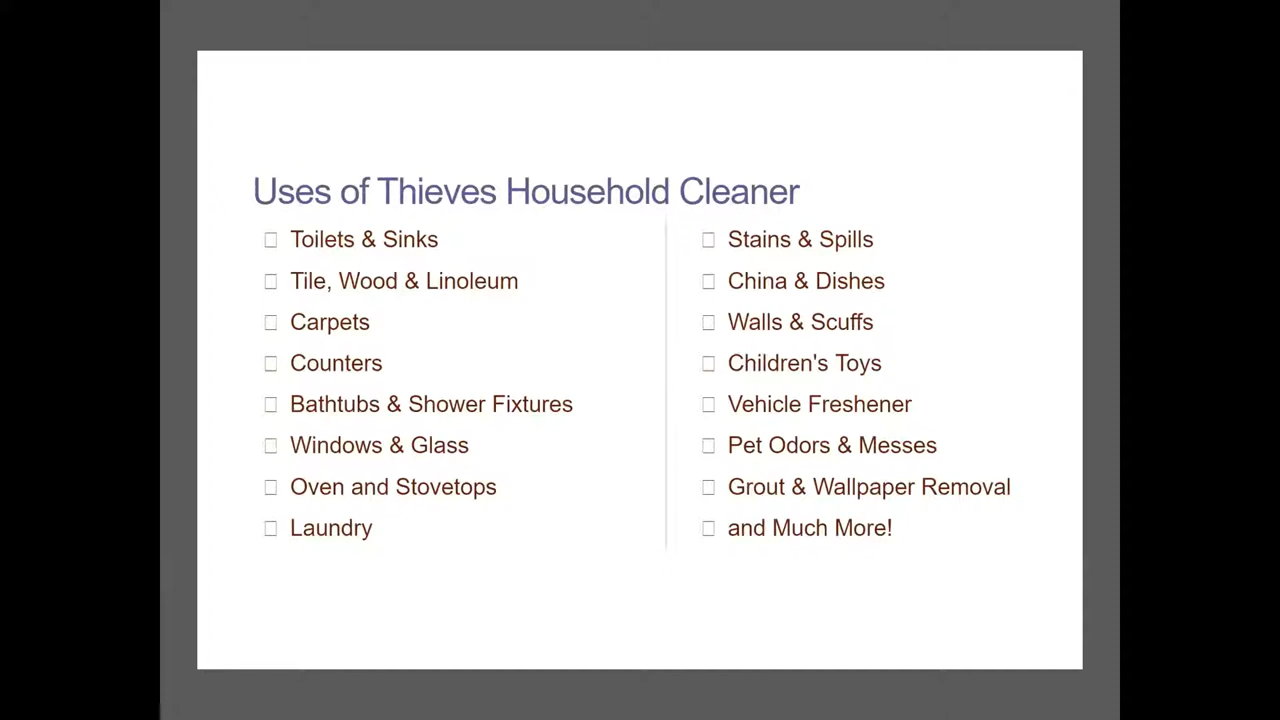 Uses of Thieves Household Cleaner
Toilets & Sinks
Tile, Wood & Linoleum
Carpets
Counters
Bathtubs & Shower Fixtures
Windows & Glass
Oven and Stovetops
Laundry
Stains & Spills
China & Dishes
Walls & Scuffs
Children's Toys
Vehicle Freshener
Pet Odors & Messes
Grout & Wallpaper Removal
and Much More!